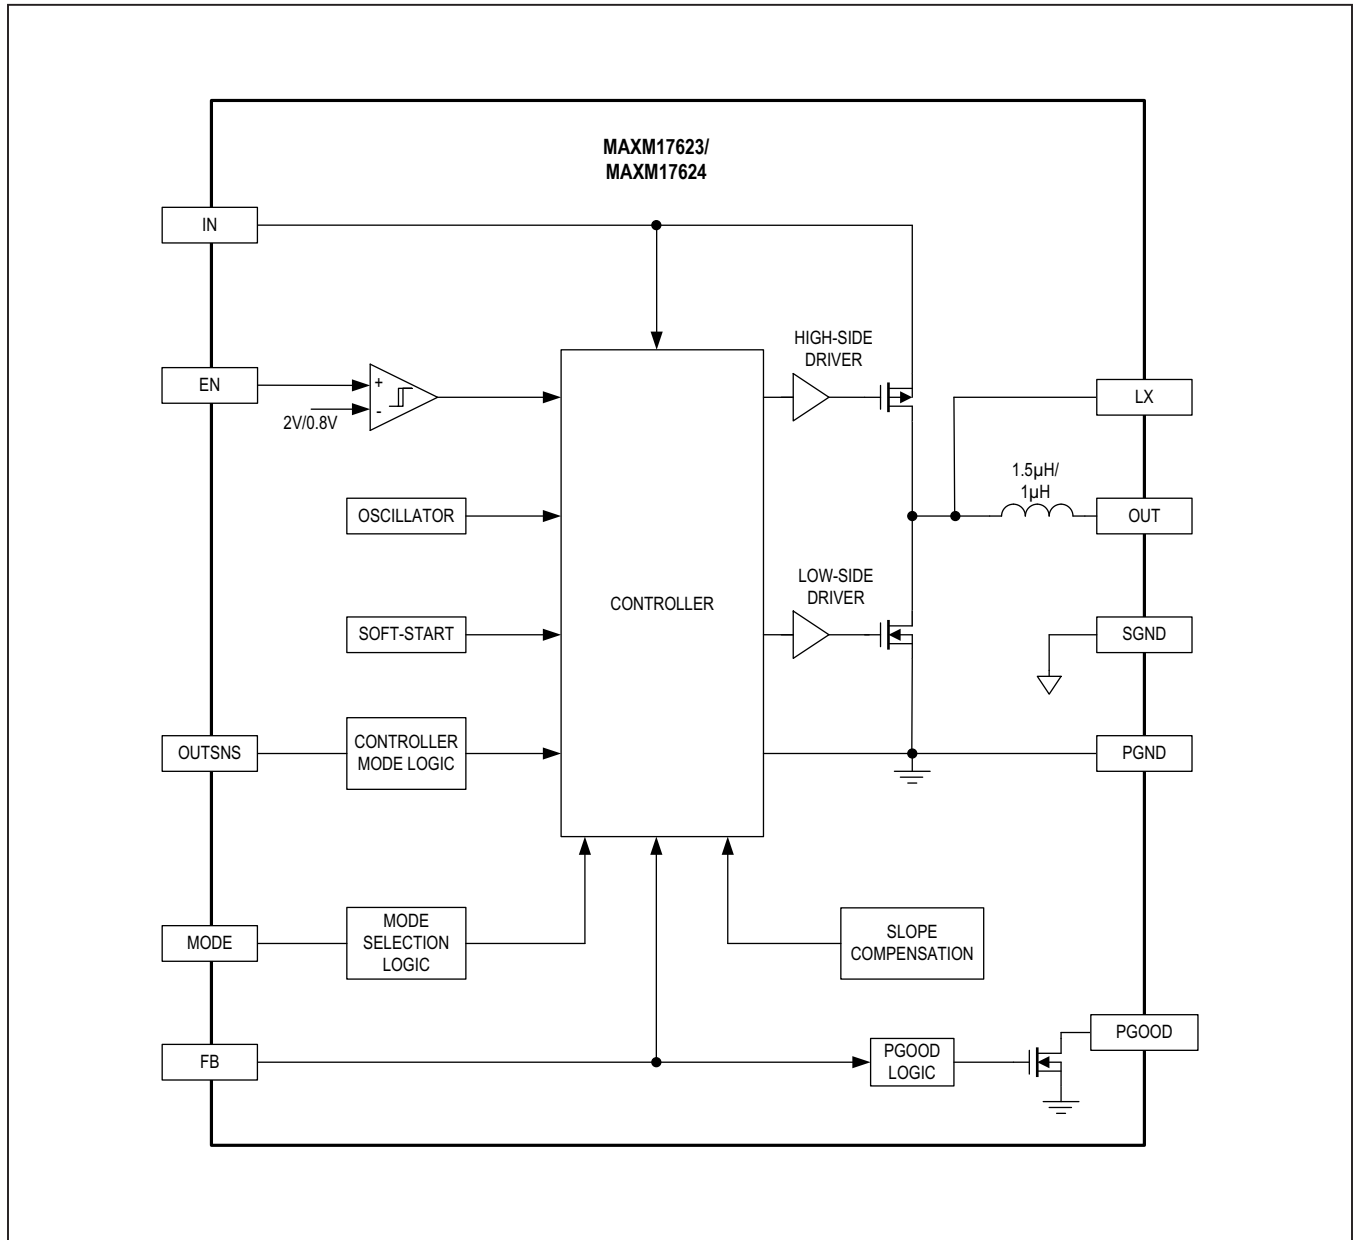 MAXM17623/
MAXM17624
IN
HIGH-SIDE
DRIVER
EN
+
-
2V/0.8V
LX
1.5µH/
1µH
OSCILLATOR
OUT
LOW-SIDE
DRIVER
CONTROLLER
SOFT-START
SGND
OUTSNS
CONTROLLER
MODE LOGIC
PGND
MODE
MODE
SELECTION
LOGIC
SLOPE
COMPENSATION
PGOOD
FB
PGOOD
LOGIC